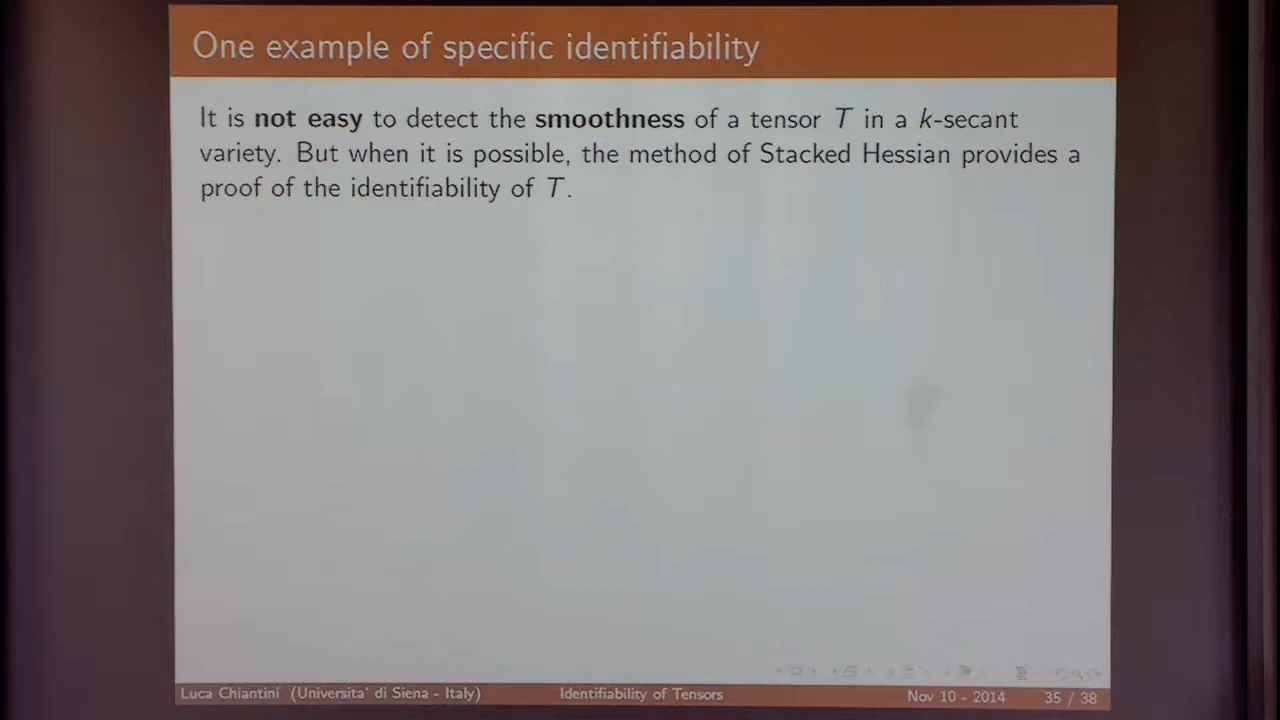 One example of specific identifiability
It is not easy to detect the smoothness of a tensor T in a k-secant
variety. But when it is possible, the method of Stacked Hessian provides a
proof of the identifiability of T.
Luca Chiantini (Universita' di Siena - Italy) Identifiability of Tensors Nov 10 - 2014 35 / 38